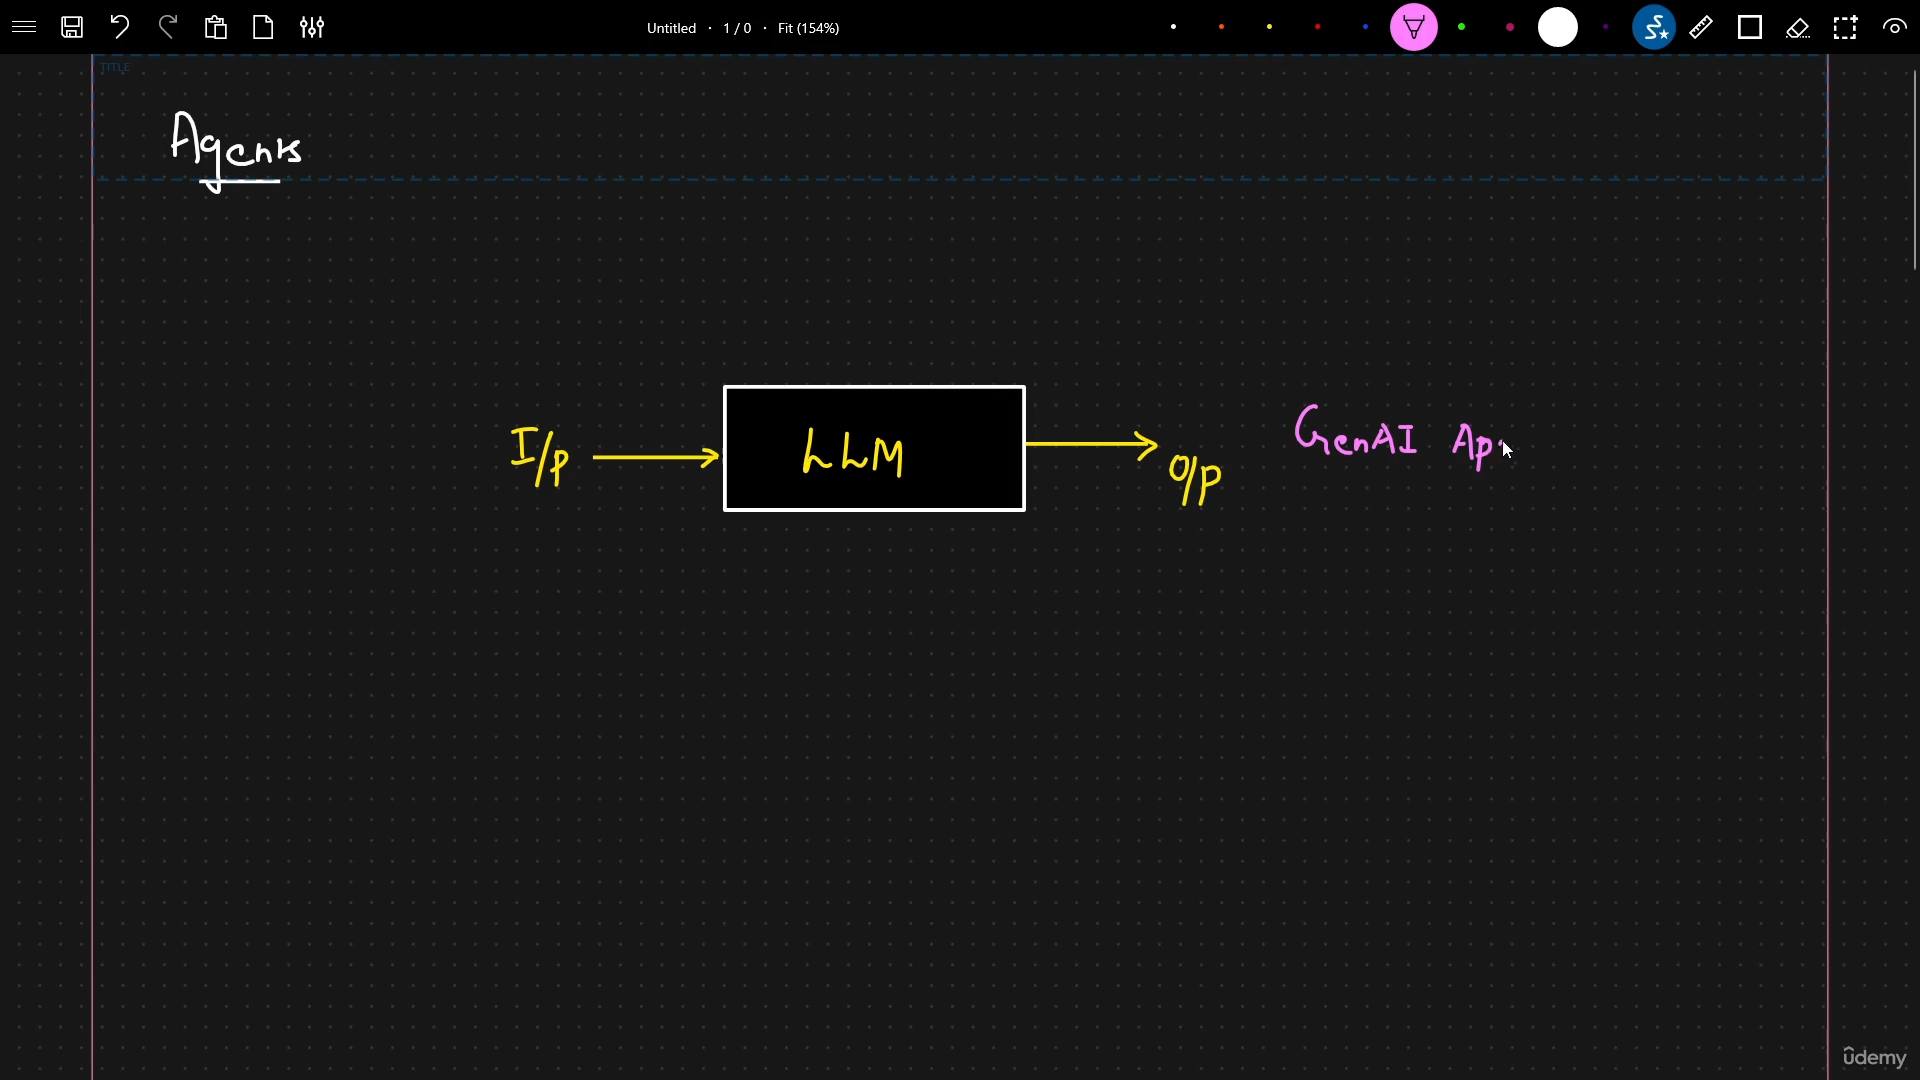 Untitled · 1 / 0 · Fit (154%)
TITLE
Agents
I/p
LLM
O/p
GenAI Ap
udemy